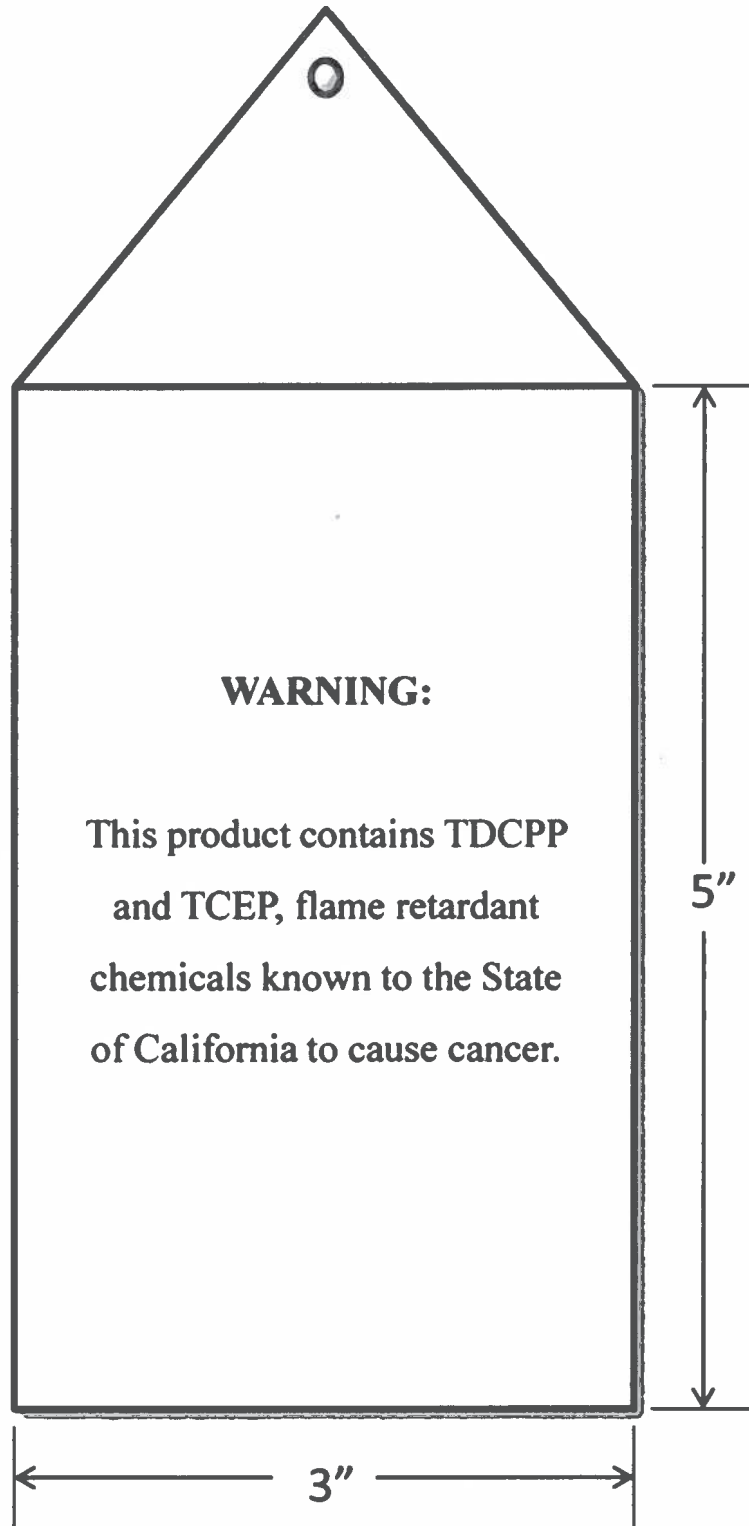 WARNING:
This product contains TDCPP
and TCEP, flame retardant
chemicals known to the State
of California to cause cancer.
5"
3"